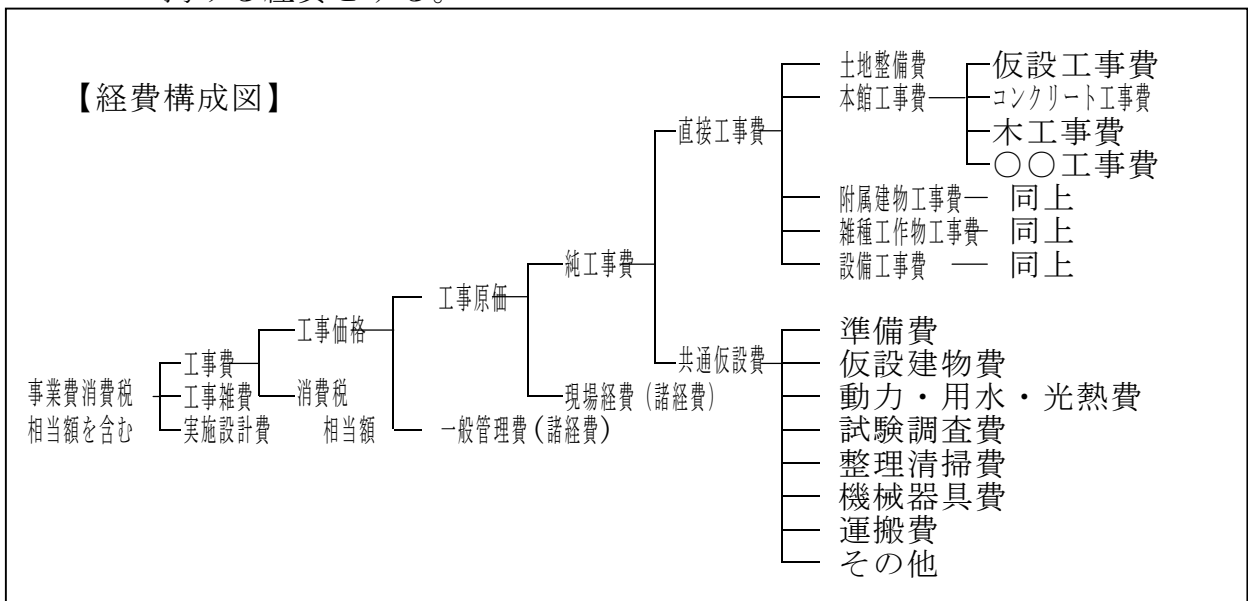 【経費構成図】
土地整備費
仮設工事費
本館工事費
コンクリート工事費
直接工事費
木工事費
○○工事費
附属建物工事費 同上
雑種工作物工事費 同上
純工事費
設備工事費 同上
工事原価
工事価格
準備費
工事費
共通仮設費
仮設建物費
事業費消費税
工事雑費
消費税
現場経費(諸経費)
動力・用水・光熱費
相当額を含む
実施設計費
相当額
一般管理費(諸経費)
試験調査費
整理清掃費
機械器具費
運搬費
その他